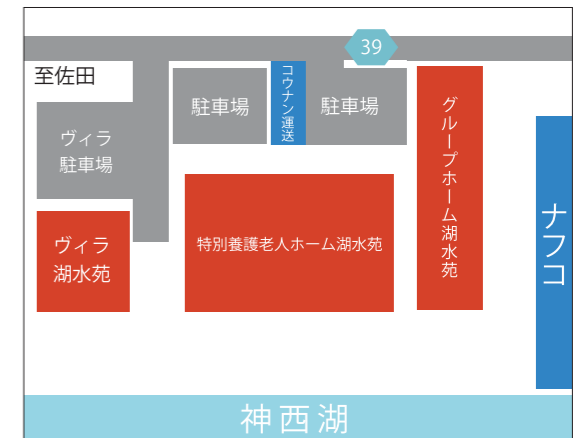 39
至佐田
駐車場
コウナン運送
駐車場
グループホーム湖水苑
ヴィラ
駐車場
ヴィラ
湖水苑
特別養護老人ホーム湖水苑
ナフコ
神西湖